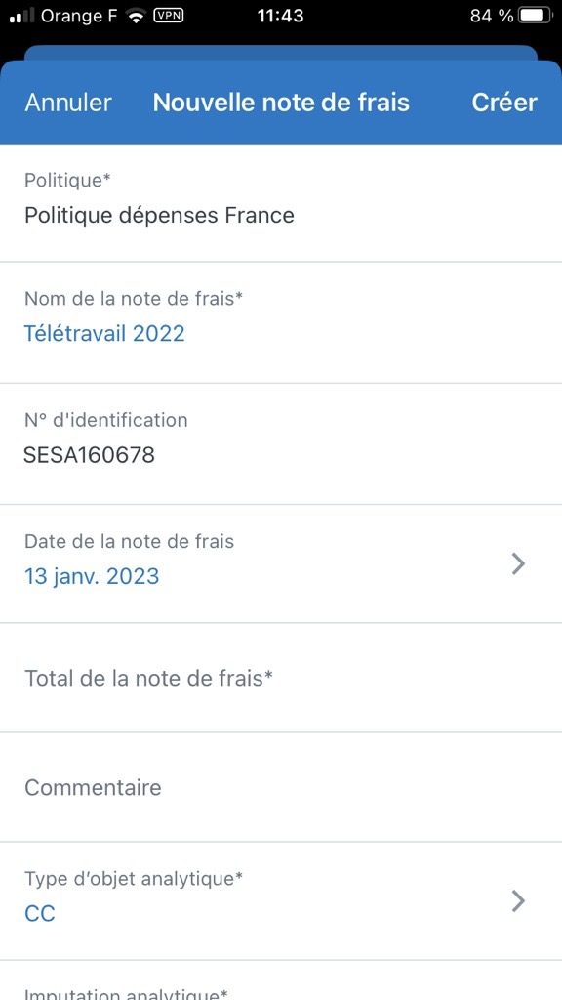 Orange F VPN 11:43 84 %
Annuler Nouvelle note de frais Créer
Politique*
Politique dépenses France
Nom de la note de frais*
Télétravail 2022
N° d'identification
SESA160678
Date de la note de frais
13 janv. 2023
Total de la note de frais*
Commentaire
Type d’objet analytique*
CC
Imputation analytique*